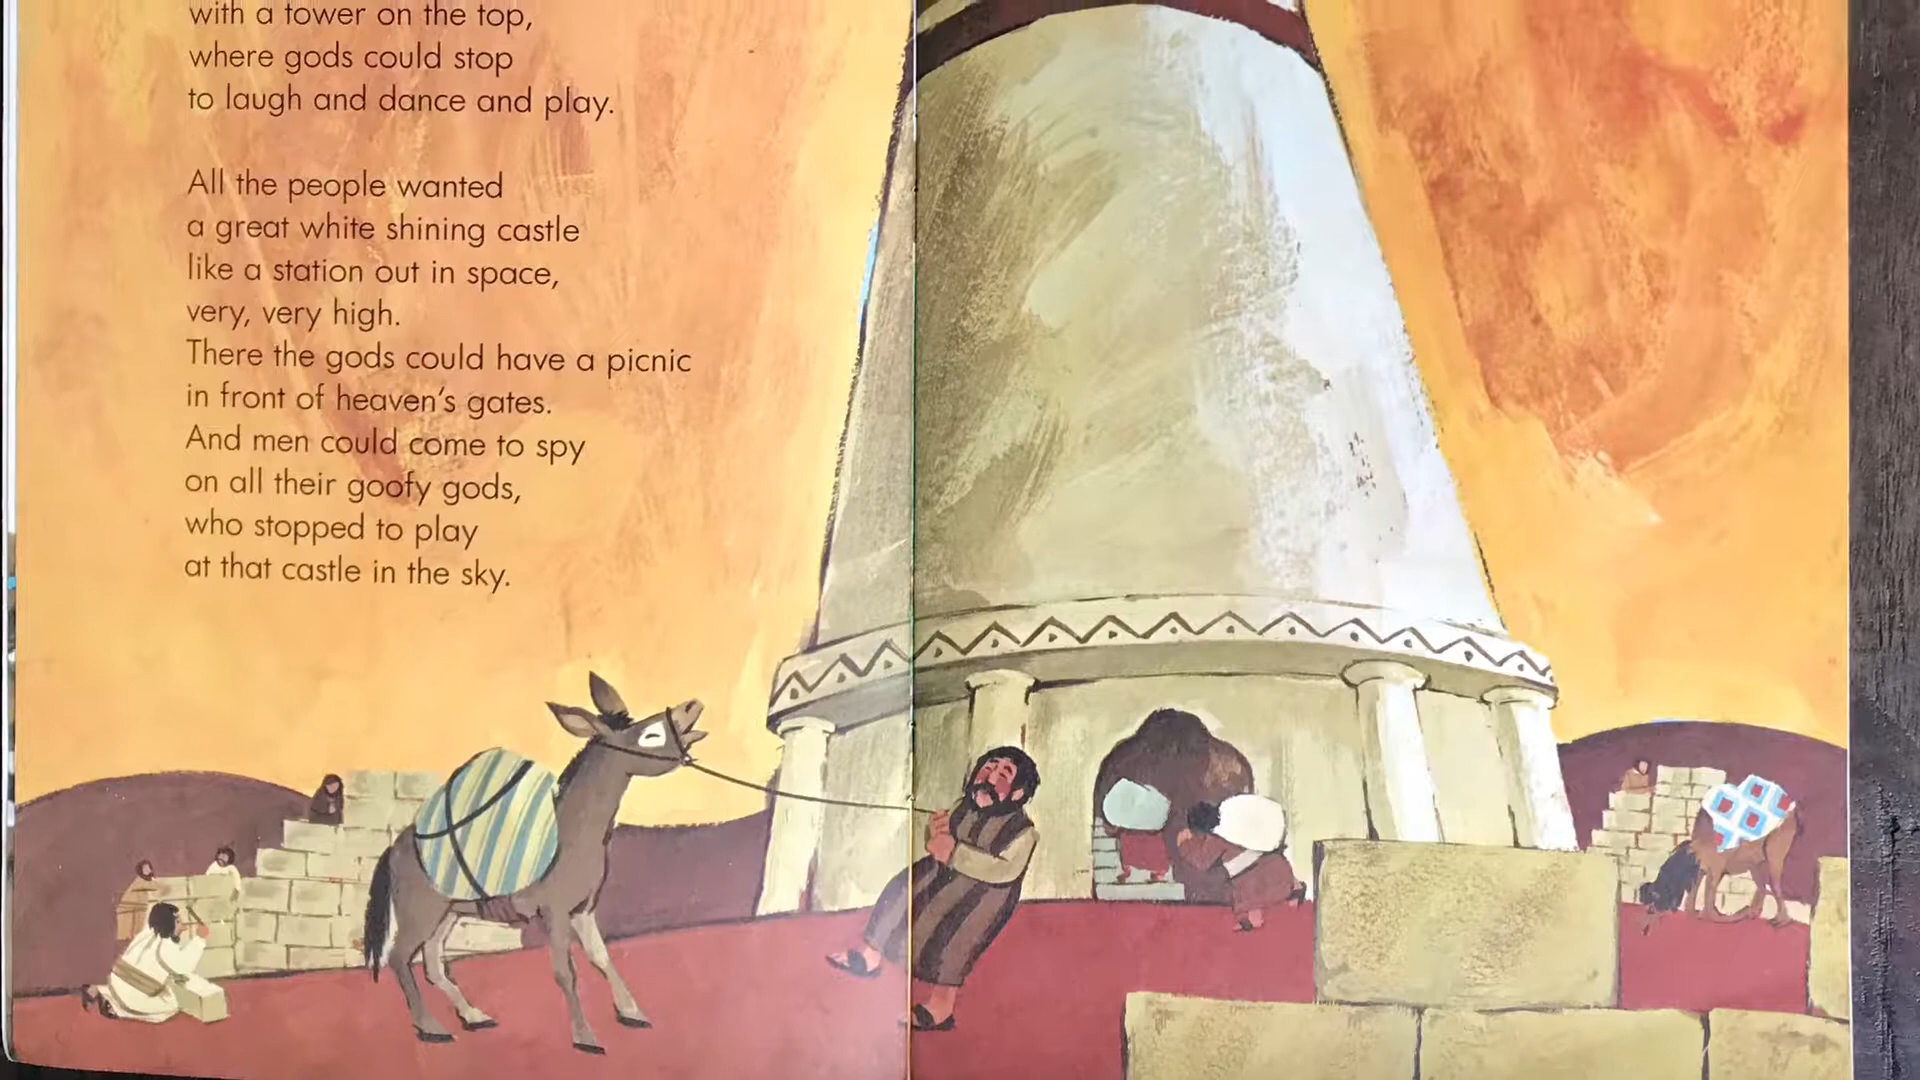 with a tower on the top,
where gods could stop
to laugh and dance and play.
All the people wanted
a great white shining castle
like a station out in space,
very, very high.
There the gods could have a picnic
in front of heaven's gates.
And men could come to spy
on all their goofy gods,
who stopped to play
at that castle in the sky.